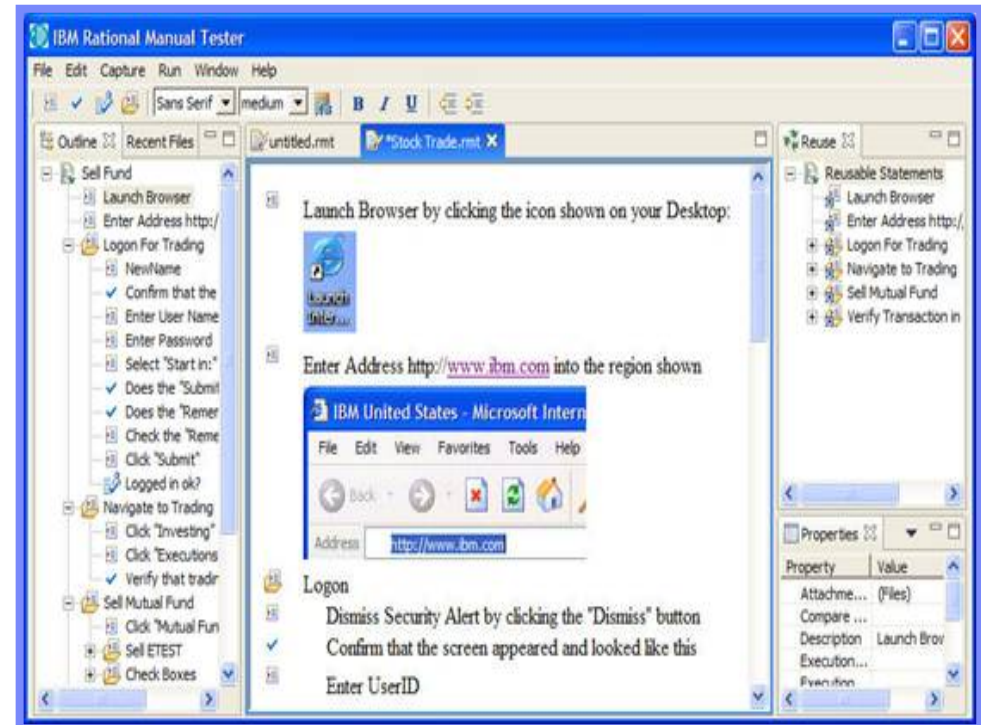 IBM Rational Manual Tester
File Edit Capture Run Window Help
Sans Serif medium B I U
Outline Recent Files
Sell Fund
Launch Browser
Enter Address http:/
Logon For Trading
NewName
Confirm that the
Enter User Name
Enter Password
Select "Start in:"
Does the "Submit
Does the "Remer
Check the "Reme
Click "Submit"
Logged in ok?
Navigate to Trading
Click "Investing"
Click "Executions
Verify that tradir
Sell Mutual Fund
Click "Mutual Fun
Sell ETEST
Check Boxes
untitled.rmt *Stock Trade.rmt
Launch Browser by clicking the icon shown on your Desktop:
Launch
Inter...
Enter Address http://www.ibm.com into the region shown
IBM United States - Microsoft Intern
File Edit View Favorites Tools Help
Back
Address http://www.ibm.com
Logon
Dismiss Security Alert by clicking the "Dismiss" button
Confirm that the screen appeared and looked like this
Enter UserID
Reuse
Reusable Statements
Launch Browser
Enter Address http:/,
Logon For Trading
Navigate to Trading
Sell Mutual Fund
Verify Transaction in
Properties
Property Value
Attachme... (Files)
Compare ...
Description Launch Brov
Execution...
Execution